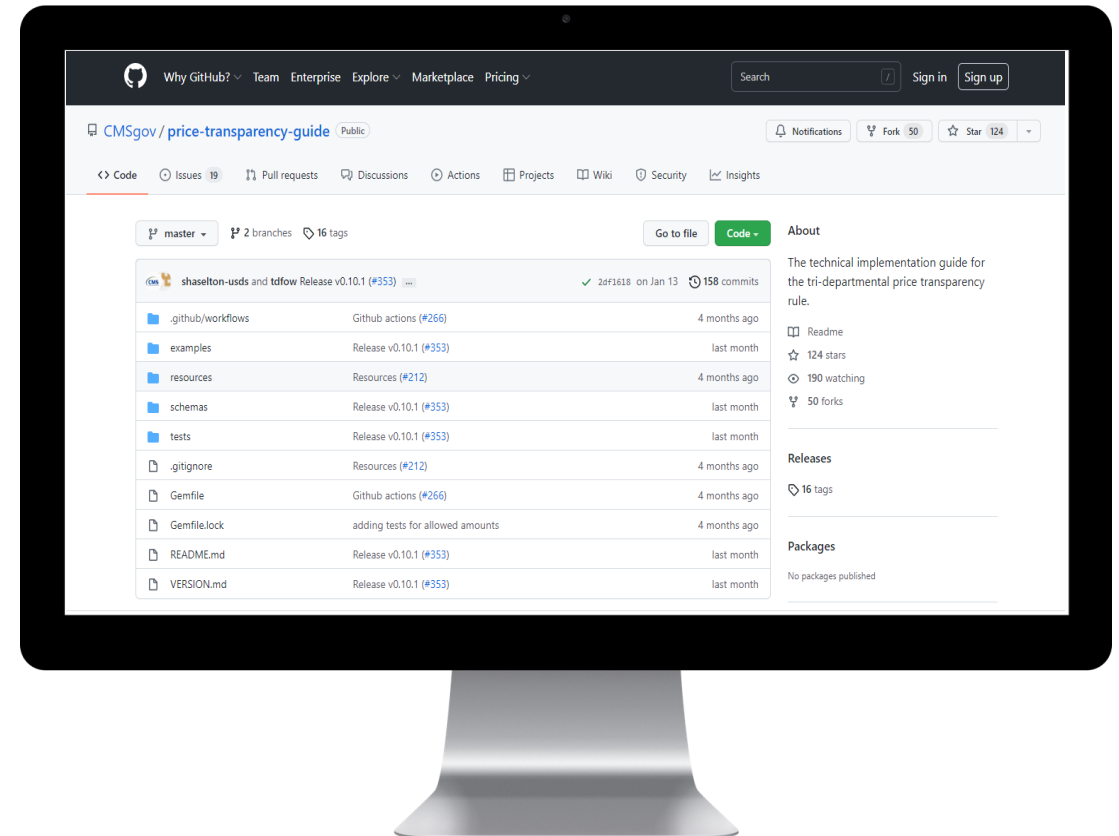 Why GitHub? Team Enterprise Explore Marketplace Pricing Search / Sign in Sign up
CMSgov / price-transparency-guide Public Notifications Fork 50 Star 124
<> Code Issues 19 Pull requests Discussions Actions Projects Wiki Security Insights
master 2 branches 16 tags Go to file Code
CMS shaselton-usds and tdfow Release v0.10.1 (#353) ... 2df1618 on Jan 13 158 commits
.github/workflows Github actions (#266) 4 months ago
examples Release v0.10.1 (#353) last month
resources Resources (#212) 4 months ago
schemas Release v0.10.1 (#353) last month
tests Release v0.10.1 (#353) last month
.gitignore Resources (#212) 4 months ago
Gemfile Github actions (#266) 4 months ago
Gemfile.lock adding tests for allowed amounts 4 months ago
README.md Release v0.10.1 (#353) last month
VERSION.md Release v0.10.1 (#353) last month
About
The technical implementation guide for
the tri-departmental price transparency
rule.
Readme
124 stars
190 watching
50 forks
Releases
16 tags
Packages
No packages published